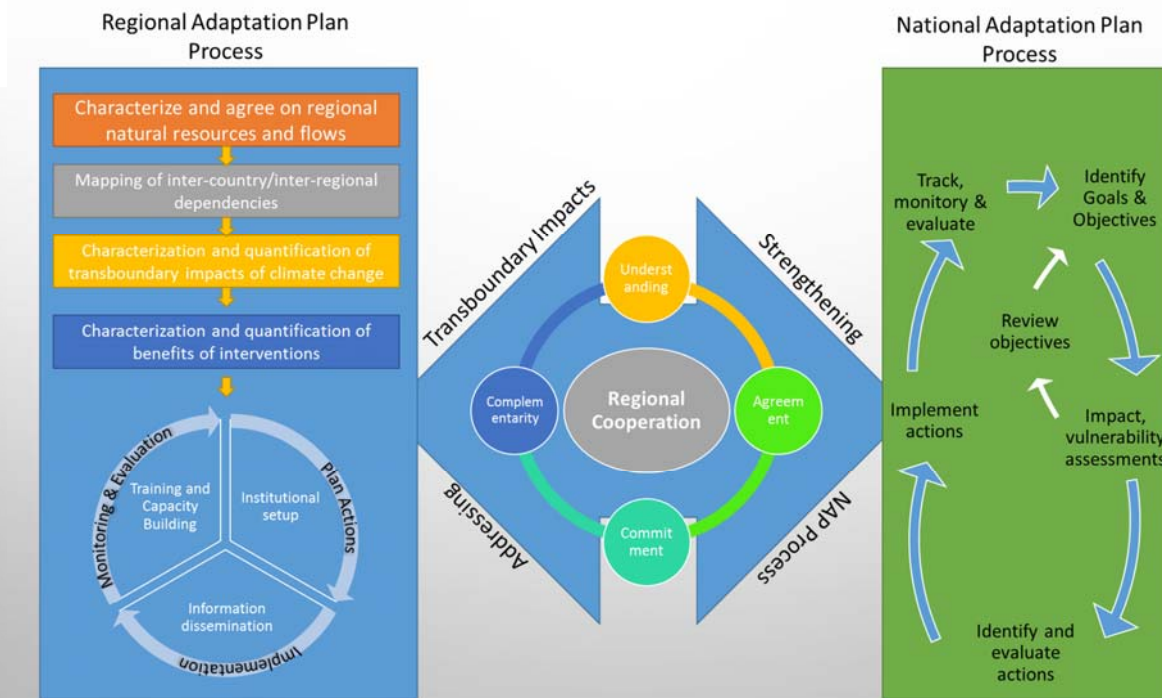 Regional Adaptation Plan
Process
Characterize and agree on regional
natural resources and flows
Mapping of inter-country/inter-regional
dependencies
Characterization and quantification of
transboundary impacts of climate change
Characterization and quantification of
benefits of interventions
Monitoring & Evaluation
Training and
Capacity
Building
Institutional
setup
Plan Actions
Information
dissemination
Implementation
Transboundary Impacts
Addressing
Underst
anding
Complem
entarity
Regional
Cooperation
Agreem
ent
Commit
ment
Strengthening
NAP Process
National Adaptation Plan
Process
Track,
monitory &
evaluate
Identify
Goals &
Objectives
Review
objectives
Implement
actions
Impact,
vulnerability
assessments
Identify and
evaluate
actions